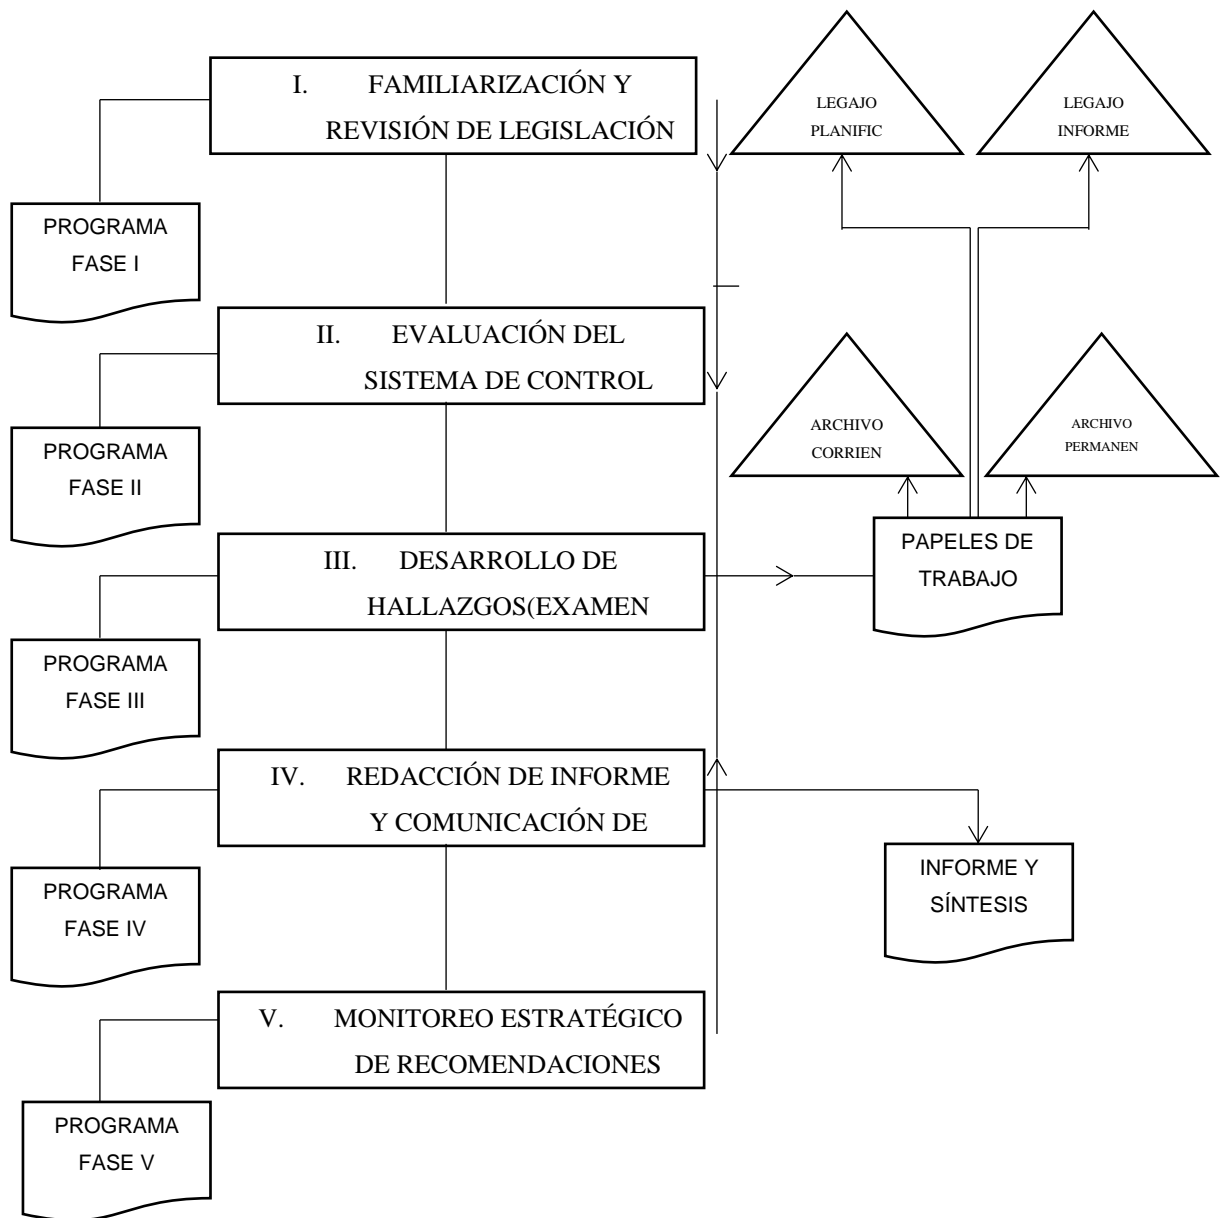 I. FAMILIARIZACIÓN Y
REVISIÓN DE LEGISLACIÓN
LEGAJO
PLANIFIC
LEGAJO
INFORME
PROGRAMA
FASE I
II. EVALUACIÓN DEL
SISTEMA DE CONTROL
ARCHIVO
CORRIEN
ARCHIVO
PERMANEN
PROGRAMA
FASE II
III. DESARROLLO DE
HALLAZGOS(EXAMEN
PAPELES DE
TRABAJO
PROGRAMA
FASE III
IV. REDACCIÓN DE INFORME
Y COMUNICACIÓN DE
INFORME Y
SÍNTESIS
PROGRAMA
FASE IV
V. MONITOREO ESTRATÉGICO
DE RECOMENDACIONES
PROGRAMA
FASE V